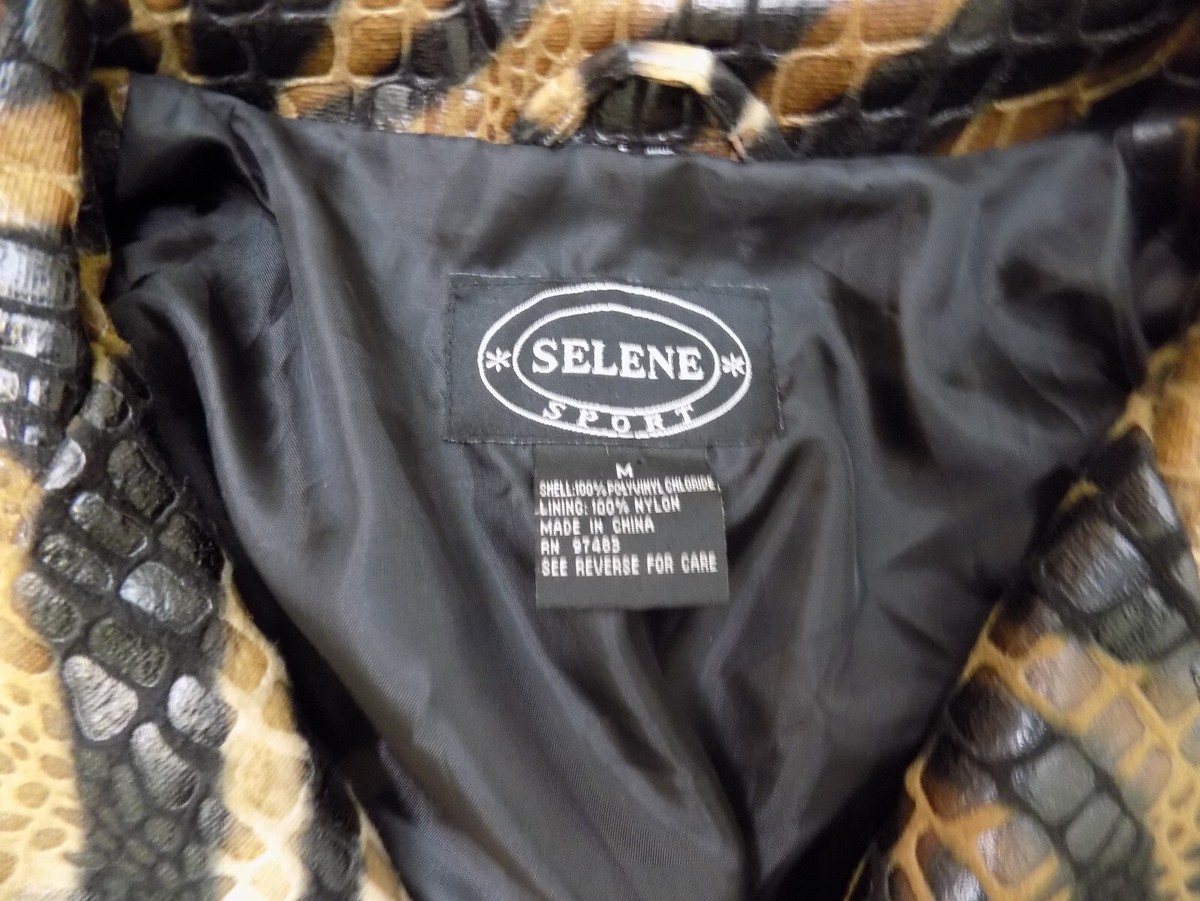 * SELENE *
SPORT
M
SHELL:100% POLYVINYL CHLORIDE
LINING: 100% NYLON
MADE IN CHINA
RN 97483
SEE REVERSE FOR CARE